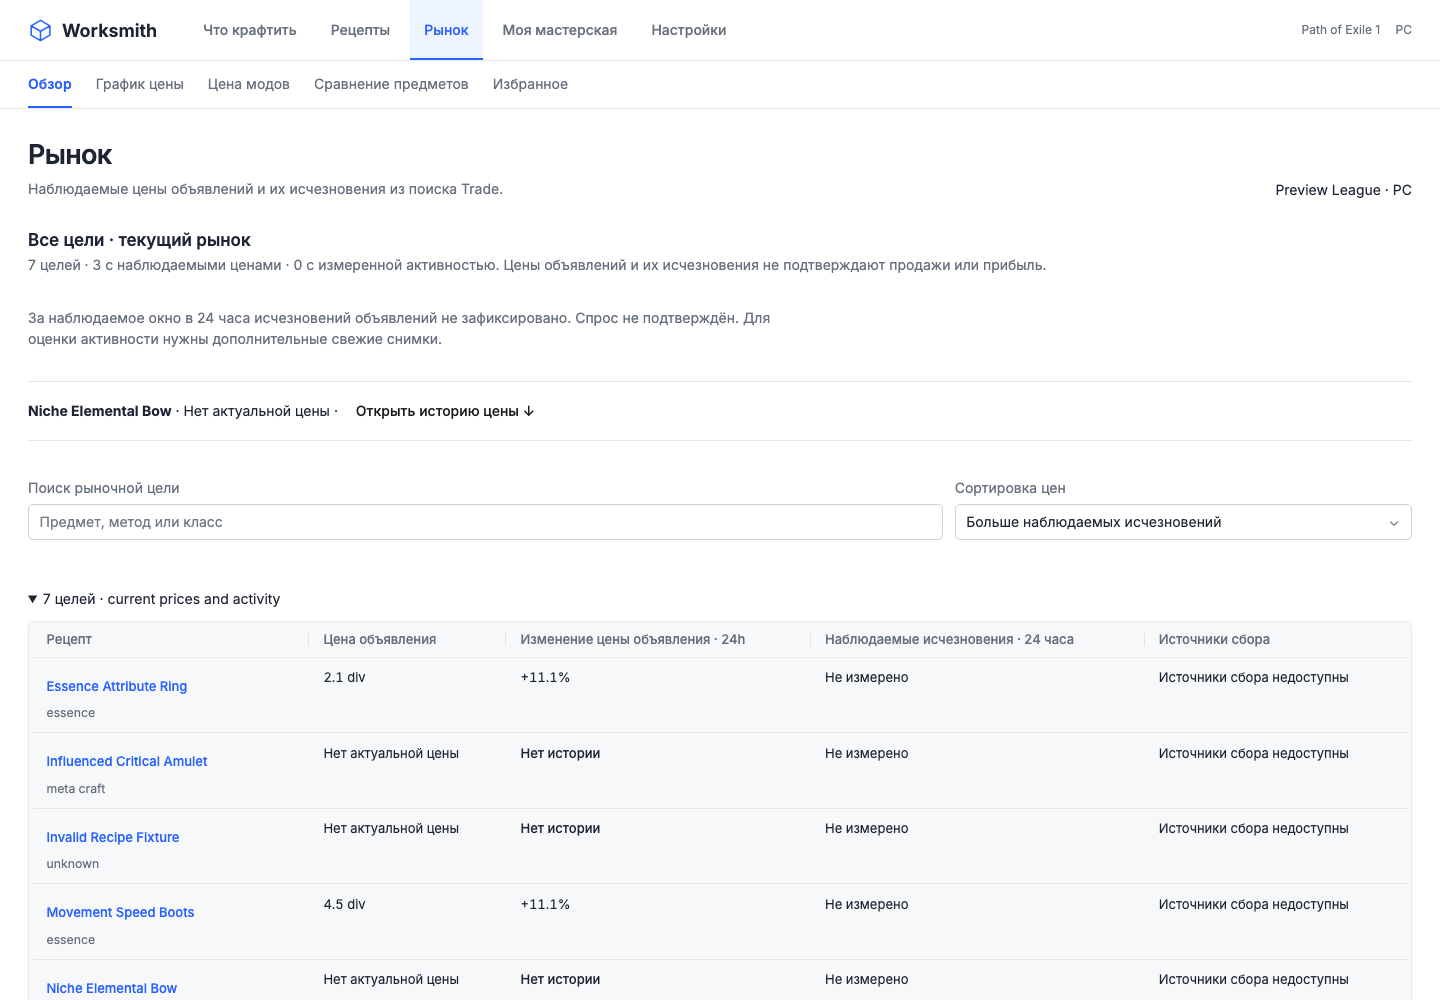 Worksmith
Что крафтить
Рецепты
Рынок
Моя мастерская
Настройки
Path of Exile 1
PC
Обзор
График цены
Цена модов
Сравнение предметов
Избранное
Рынок
Наблюдаемые цены объявлений и их исчезновения из поиска Trade.
Preview League · PC
Все цели · текущий рынок
7 целей · 3 с наблюдаемыми ценами · 0 с измеренной активностью. Цены объявлений и их исчезновения не подтверждают продажи или прибыль.
За наблюдаемое окно в 24 часа исчезновений объявлений не зафиксировано. Спрос не подтверждён. Для
оценки активности нужны дополнительные свежие снимки.
Niche Elemental Bow · Нет актуальной цены · Открыть историю цены ↓
Поиск рыночной цели
Сортировка цен
Предмет, метод или класс
Больше наблюдаемых исчезновений
▼ 7 целей · current prices and activity
Рецепт
Цена объявления
Изменение цены объявления · 24h
Наблюдаемые исчезновения · 24 часа
Источники сбора
Essence Attribute Ring
essence
2.1 div
+11.1%
Не измерено
Источники сбора недоступны
Influenced Critical Amulet
meta craft
Нет актуальной цены
Нет истории
Не измерено
Источники сбора недоступны
Invalid Recipe Fixture
unknown
Нет актуальной цены
Нет истории
Не измерено
Источники сбора недоступны
Movement Speed Boots
essence
4.5 div
+11.1%
Не измерено
Источники сбора недоступны
Niche Elemental Bow
Нет актуальной цены
Нет истории
Не измерено
Источники сбора недоступны